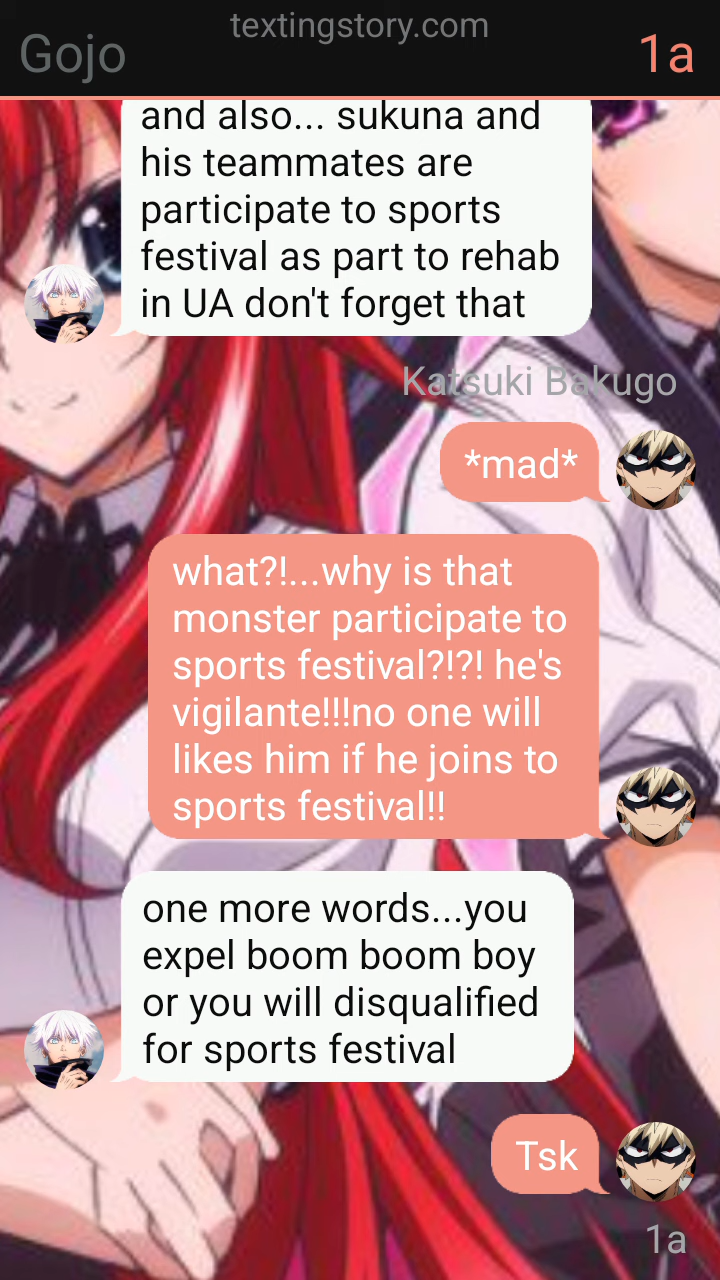 textingstory.com
Gojo
1a
and also... sukuna and
his teammates are
participate to sports
festival as part to rehab
in UA don't forget that
Katsuki Bakugo
*mad*
what?!...why is that
monster participate to
sports festival?!?! he's
vigilante!!!no one will
likes him if he joins to
sports festival!!
one more words...you
expel boom boom boy
or you will disqualified
for sports festival
Tsk
1a